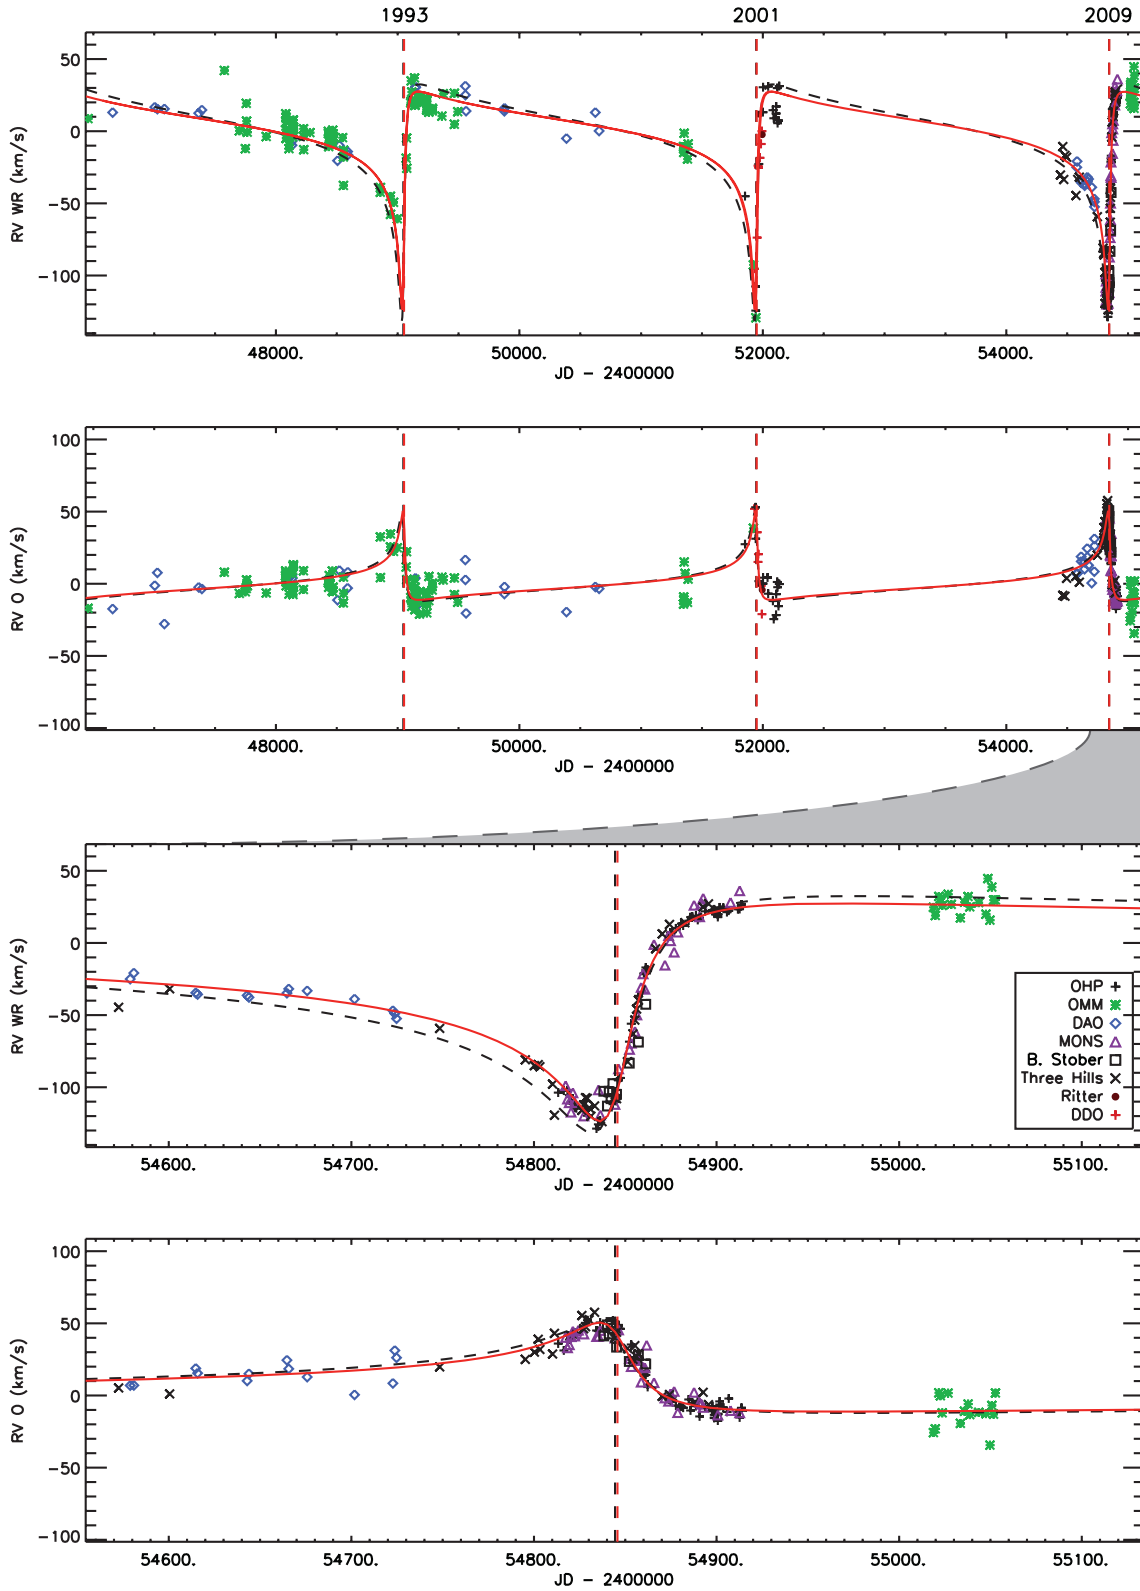 1993 2001 2009
50
0
−50
−100
RV WR (km/s)
48000. 50000. 52000. 54000.
JD − 2400000
100
50
0
−50
−100
RV O (km/s)
48000. 50000. 52000. 54000.
JD − 2400000
50
0
−50
−100
RV WR (km/s)
OHP
OMM
DAO
MONS
B. Stober
Three Hills
Ritter
DDO
54600. 54700. 54800. 54900. 55000. 55100.
JD − 2400000
100
50
0
−50
−100
RV O (km/s)
54600. 54700. 54800. 54900. 55000. 55100.
JD − 2400000